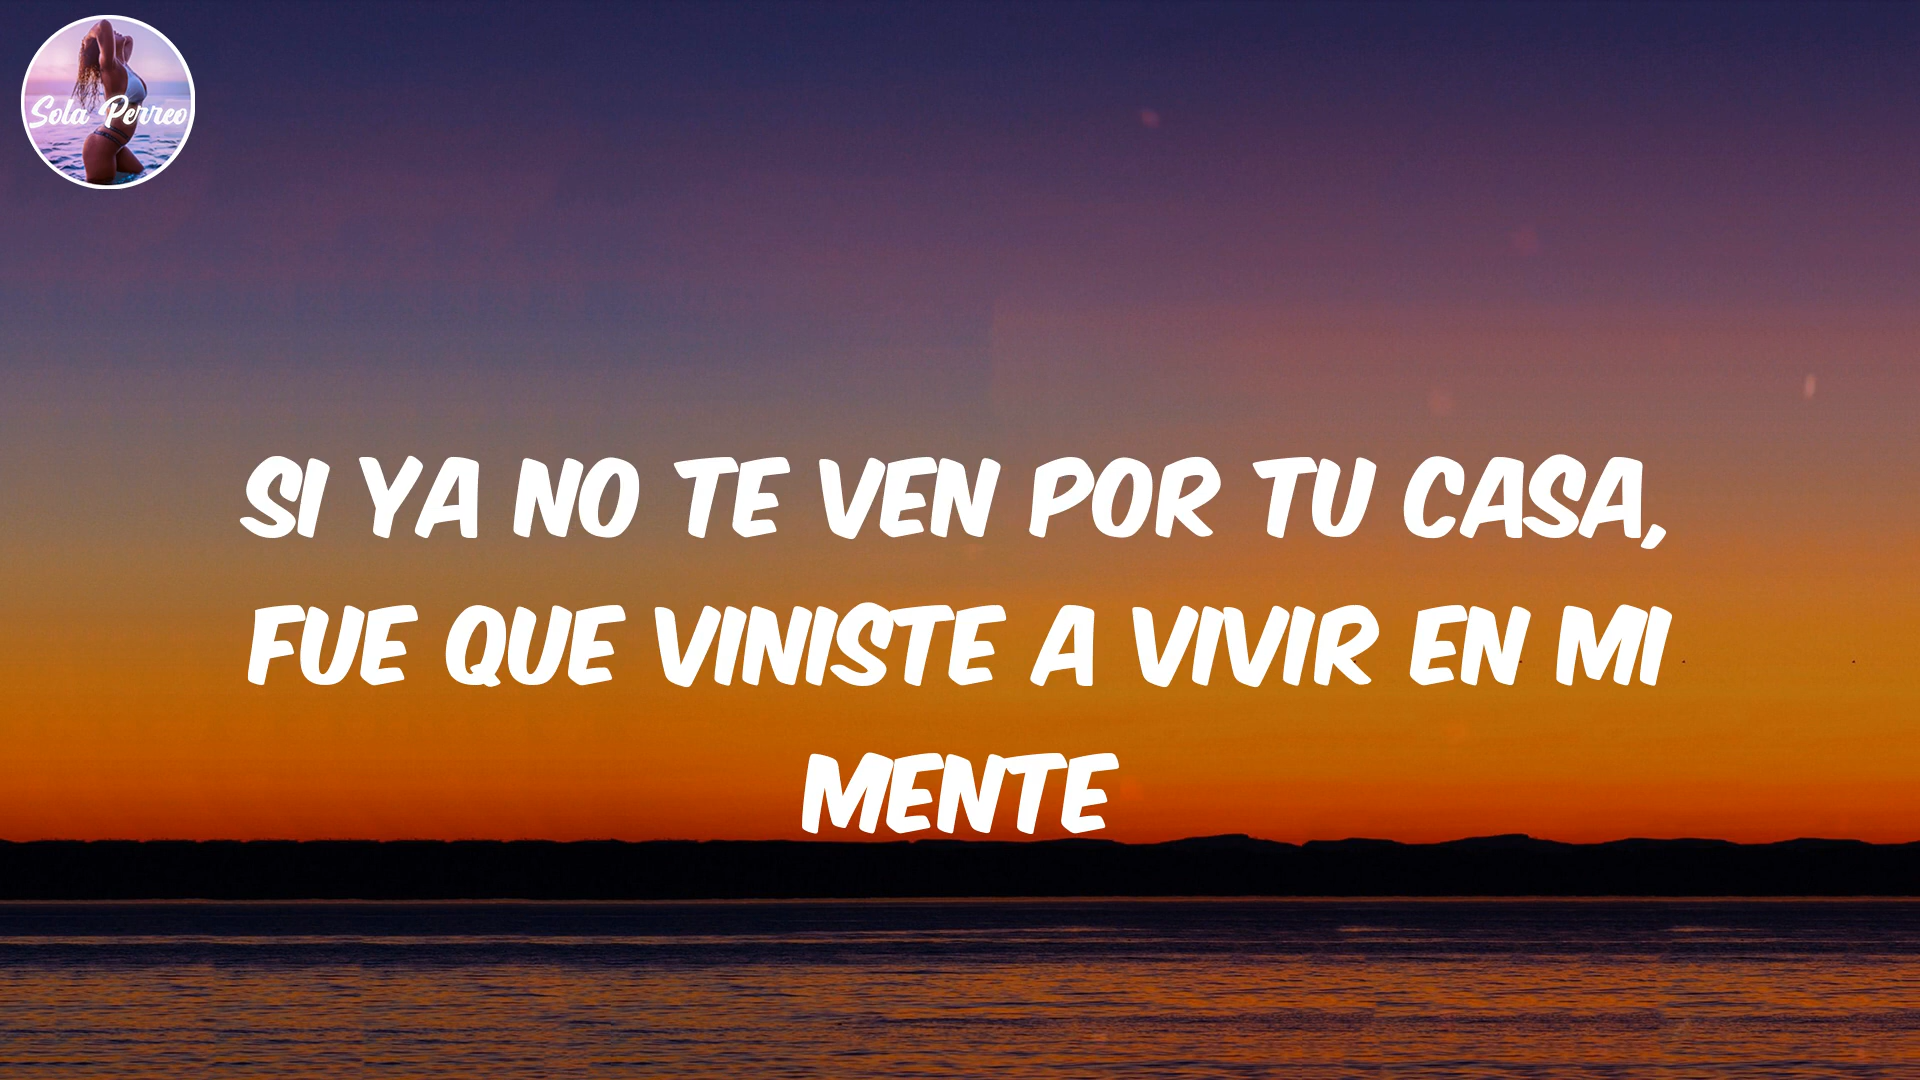 Sola Perreo
SI YA NO TE VEN POR TU CASA,
FUE QUE VINISTE A VIVIR EN MI
MENTE